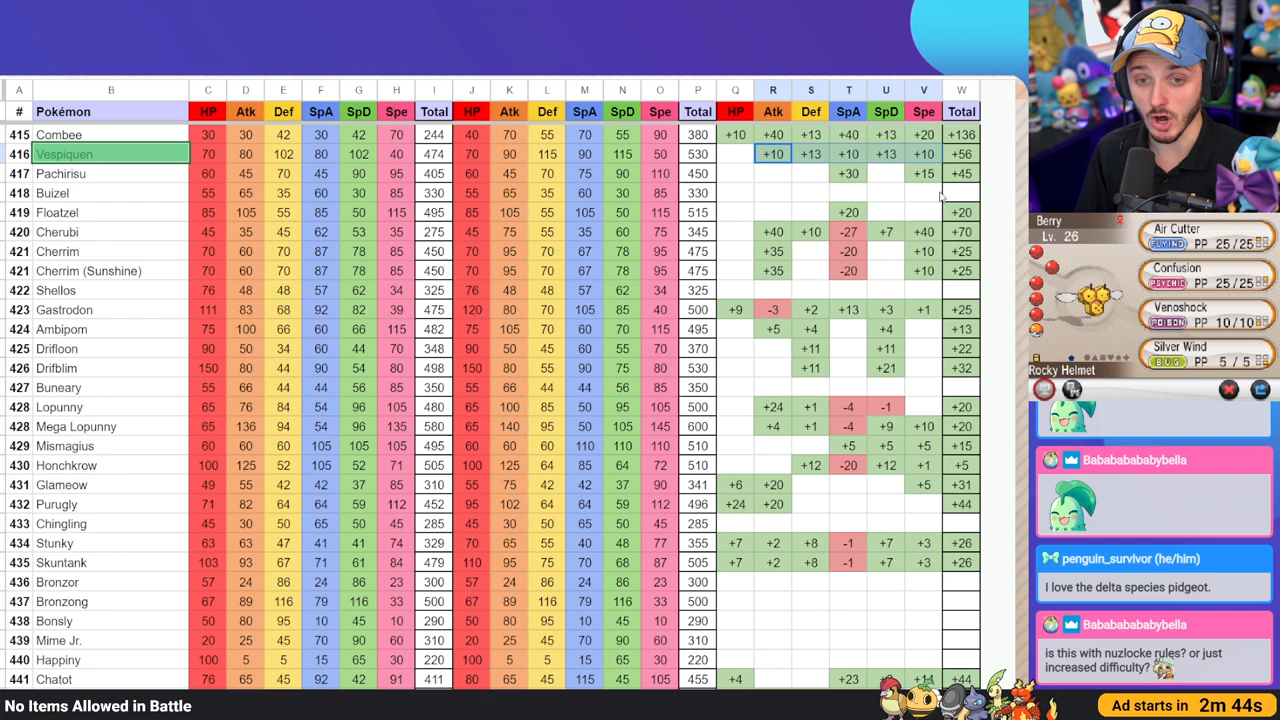 A B C D E F G H I J K L M N O P Q R S T U V W
# Pokémon HP Atk Def SpA SpD Spe Total HP Atk Def SpA SpD Spe Total HP Atk Def SpA SpD Spe Total
415 Combee 30 30 42 30 42 70 244 40 70 55 70 55 90 380 +10 +40 +13 +40 +13 +20 +136
416 Vespiquen 70 80 102 80 102 40 474 70 90 115 90 115 50 530 +10 +13 +10 +13 +10 +56
417 Pachirisu 60 45 70 45 90 95 405 60 45 70 75 90 110 450 +30 +15 +45
418 Buizel 55 65 35 60 30 85 330 55 65 35 60 30 85 330
419 Floatzel 85 105 55 85 50 115 495 85 105 55 105 50 115 515 +20 +20
420 Cherubi 45 35 45 62 53 35 275 45 75 55 35 60 75 345 +40 +10 -27 +7 +40 +70
421 Cherrim 70 60 70 87 78 85 450 70 95 70 67 78 95 475 +35 -20 +10 +25
421 Cherrim (Sunshine) 70 60 70 87 78 85 450 70 95 70 67 78 95 475 +35 -20 +10 +25
422 Shellos 76 48 48 57 62 34 325 76 48 48 57 62 34 325
423 Gastrodon 111 83 68 92 82 39 475 120 80 70 105 85 40 500 +9 -3 +2 +13 +3 +1 +25
424 Ambipom 75 100 66 60 66 115 482 75 105 70 60 70 115 495 +5 +4 +4 +13
425 Drifloon 90 50 34 60 44 70 348 90 50 45 60 55 70 370 +11 +11 +22
426 Drifblim 150 80 44 90 54 80 498 150 80 55 90 75 80 530 +11 +21 +32
427 Buneary 55 66 44 44 56 85 350 55 66 44 44 56 85 350
428 Lopunny 65 76 84 54 96 105 480 65 100 85 50 95 105 500 +24 +1 -4 -1 +20
428 Mega Lopunny 65 136 94 54 96 135 580 65 140 95 50 105 145 600 +4 +1 -4 +9 +10 +20
429 Mismagius 60 60 60 105 105 105 495 60 60 60 110 110 110 510 +5 +5 +5 +15
430 Honchkrow 100 125 52 105 52 71 505 100 125 64 85 64 72 510 +12 -20 +12 +1 +5
431 Glameow 49 55 42 42 37 85 310 55 75 42 42 37 90 341 +6 +20 +5 +31
432 Purugly 71 82 64 64 59 112 452 95 102 64 64 59 112 496 +24 +20 +44
433 Chingling 45 30 50 65 50 45 285 45 30 50 65 50 45 285
434 Stunky 63 63 47 41 41 74 329 70 65 55 40 48 77 355 +7 +2 +8 -1 +7 +3 +26
435 Skuntank 103 93 67 71 61 84 479 110 95 75 70 68 87 505 +7 +2 +8 -1 +7 +3 +26
436 Bronzor 57 24 86 24 86 23 300 57 24 86 24 86 23 300
437 Bronzong 67 89 116 79 116 33 500 67 89 116 79 116 33 500
438 Bonsly 50 80 95 10 45 10 290 50 80 95 10 45 10 290
439 Mime Jr. 20 25 45 70 90 60 310 20 25 45 70 90 60 310
440 Happiny 100 5 5 15 65 30 220 100 5 5 15 65 30 220
441 Chatot 76 65 45 92 42 91 411 80 65 45 115 45 105 455 +4 +23 +44
Berry ♀
Lv. 26
Air Cutter
FLYING PP 25/25
Confusion
PSYCHIC PP 25/25
Venoshock
POISON PP 10/10
Silver Wind
BUG PP 5/5
Rocky Helmet
Babababababybella
penguin_survivor (he/him)
I love the delta species pidgeot.
Babababababybella
is this with nuzlocke rules? or just
increased difficulty?
No Items Allowed in Battle
Ad starts in 2m 44s